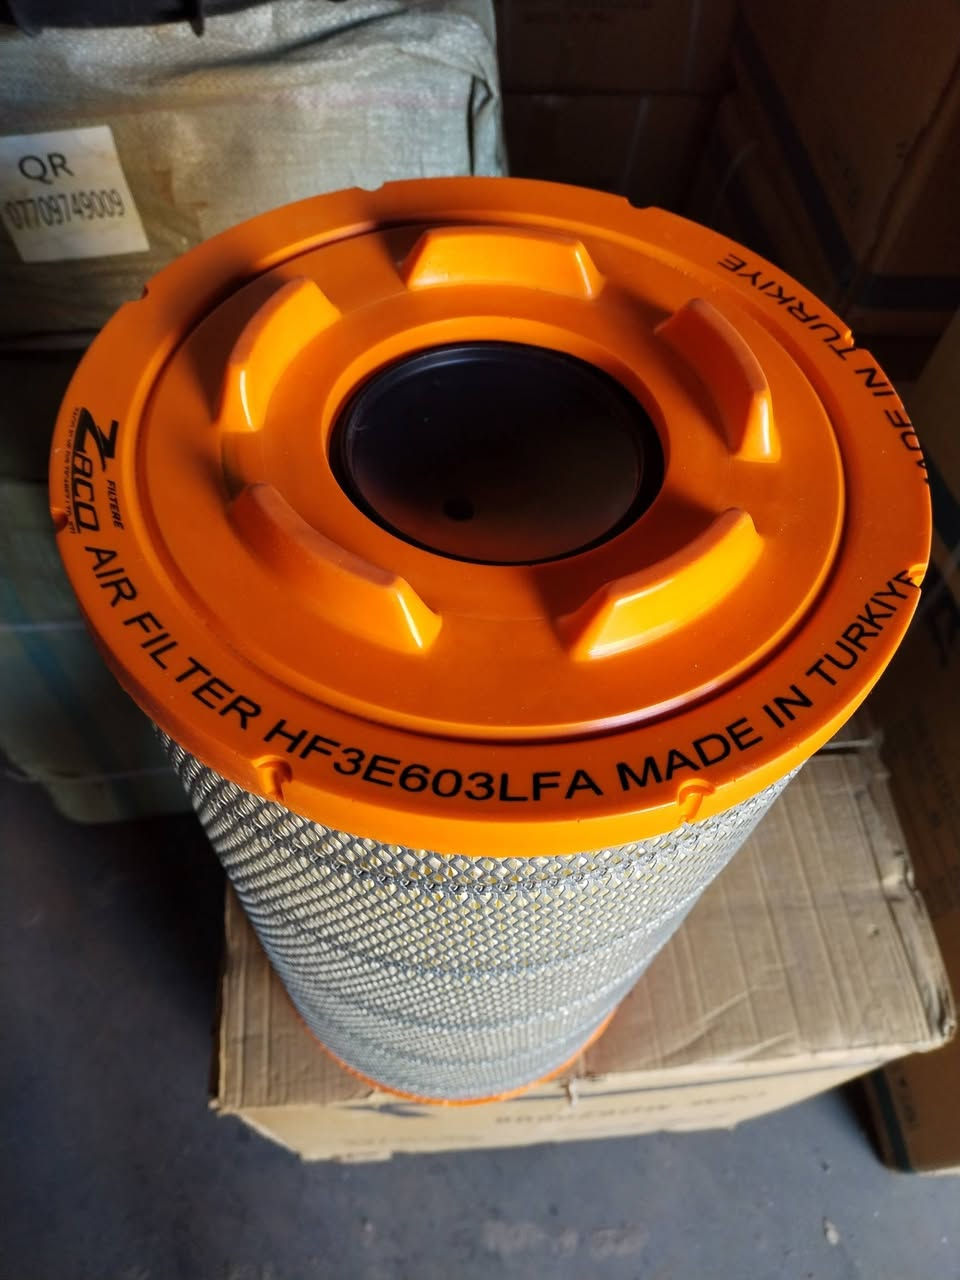 QR
07709749009
ZACO
FILTERE
AIR FILTER HF3E603LFA MADE IN TURKIYE
MADE IN TURKIYE